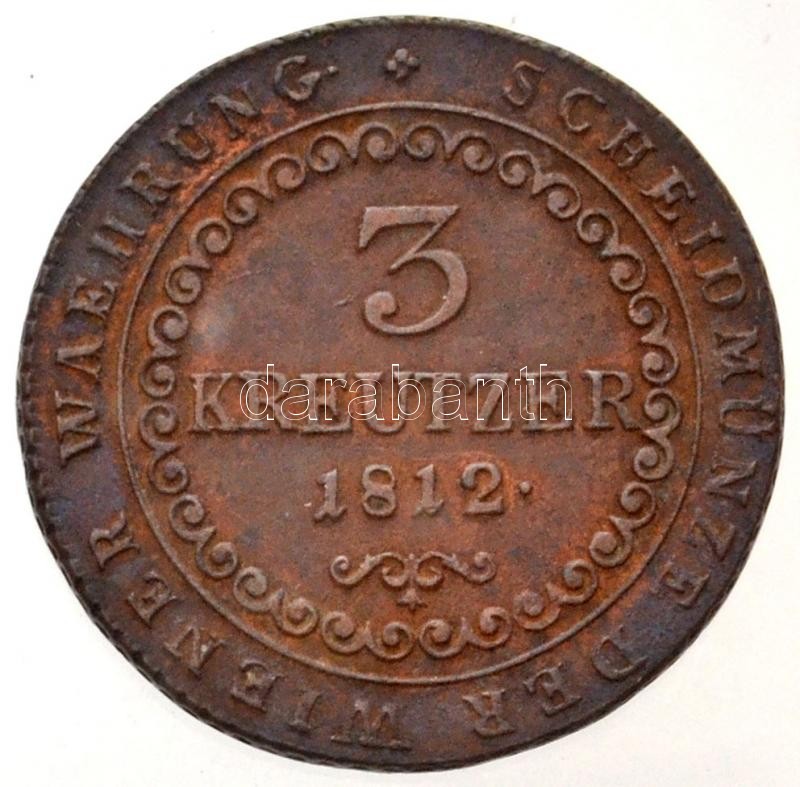 SCHEIDMÜNZE DER WIENER WAEHRUNG.
3
KREUTZER
.1812.
darabanth